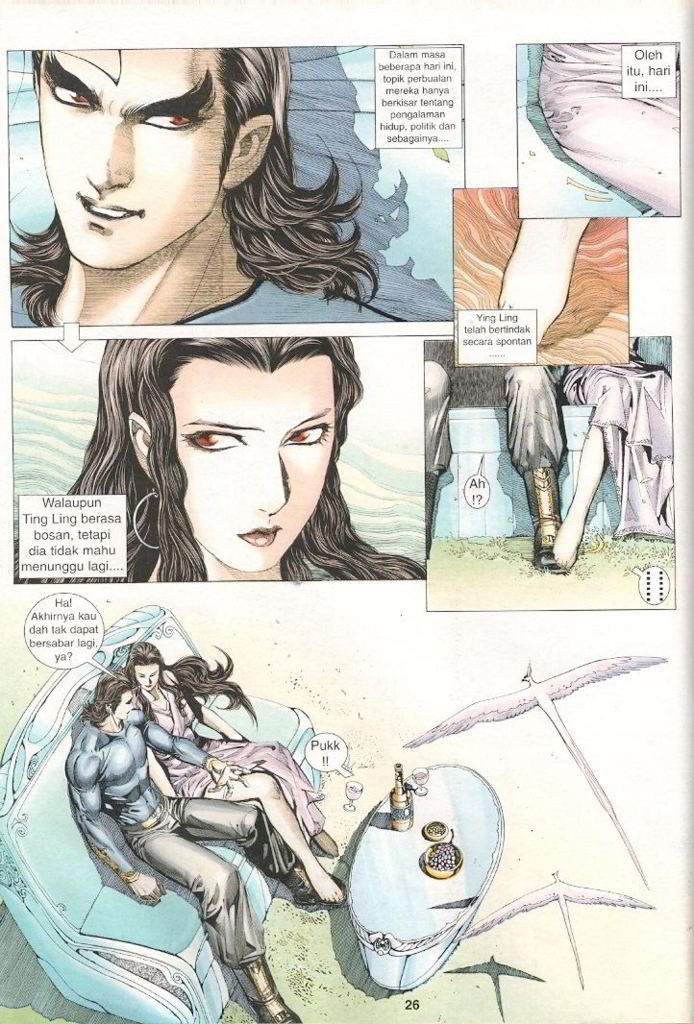 Dalam masa
beberapa hari ini,
topik perbualan
mereka hanya
berkisar tentang
pengalaman
hidup, politik dan
sebagainya....
Oleh
itu, hari
ini....
Ying Ling
telah bertindak
secara spontan
......
Walaupun
Ting Ling berasa
bosan, tetapi
dia tidak mahu
menunggu lagi....
Ah
!?
Ha!
Akhirnya kau
dah tak dapat
bersabar lagi,
ya?
Pukk
!!
26